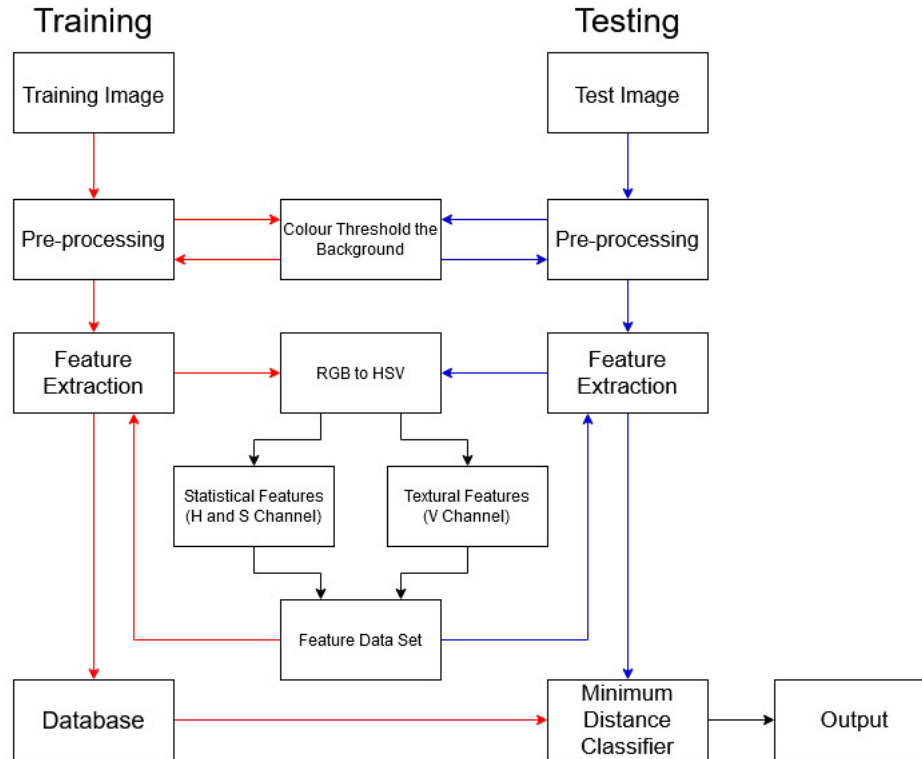 Training
Testing
Training Image
Test Image
Pre-processing
Colour Threshold the
Background
Pre-processing
Feature
Extraction
RGB to HSV
Feature
Extraction
Statistical Features
(H and S Channel)
Textural Features
(V Channel)
Feature Data Set
Database
Minimum
Distance
Classifier
Output